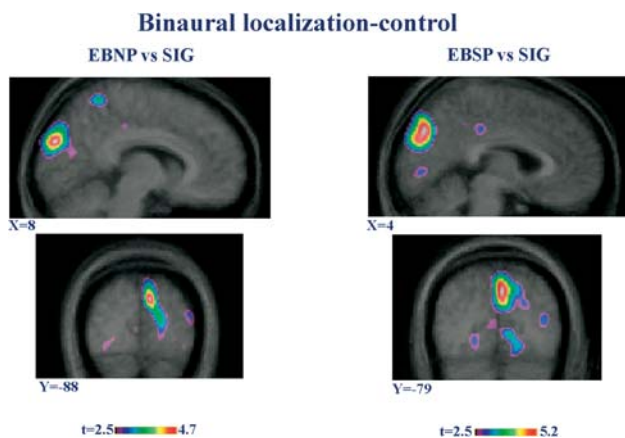 Binaural localization-control
EBNP vs SIG
EBSP vs SIG
X=8
X=4
Y=-88
Y=-79
t=2.5 4.7
t=2.5 5.2